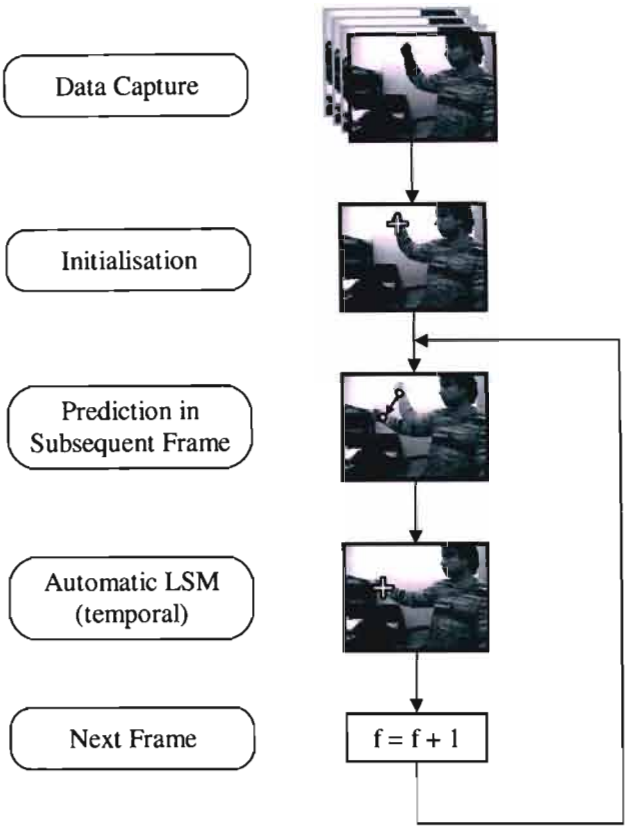 Data Capture
Initialisation
Prediction in
Subsequent Frame
Automatic LSM
(temporal)
Next Frame
f = f + 1